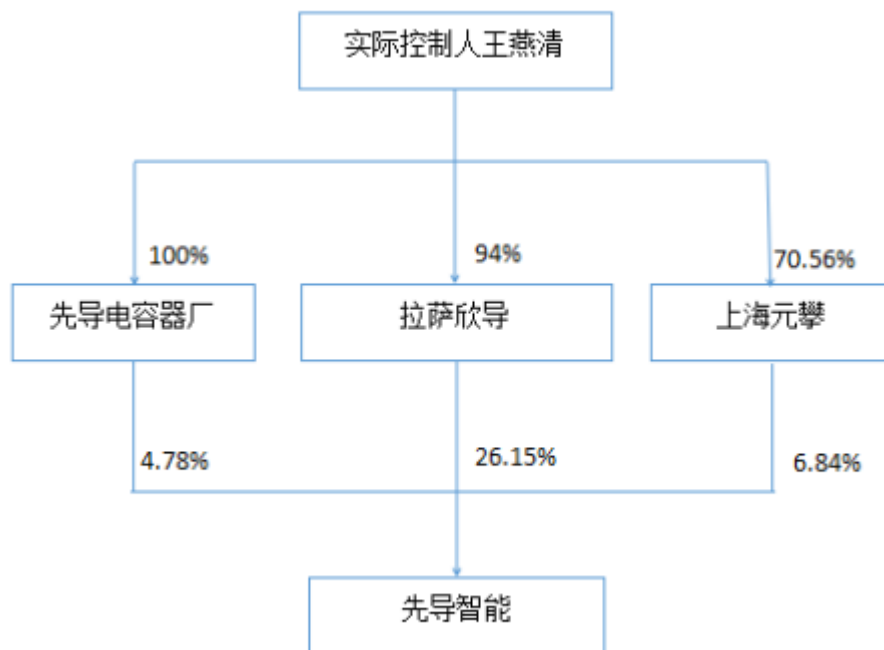 实际控制人王燕清
100%
94%
70.56%
先导电容器厂
拉萨欣导
上海元攀
4.78%
26.15%
6.84%
先导智能